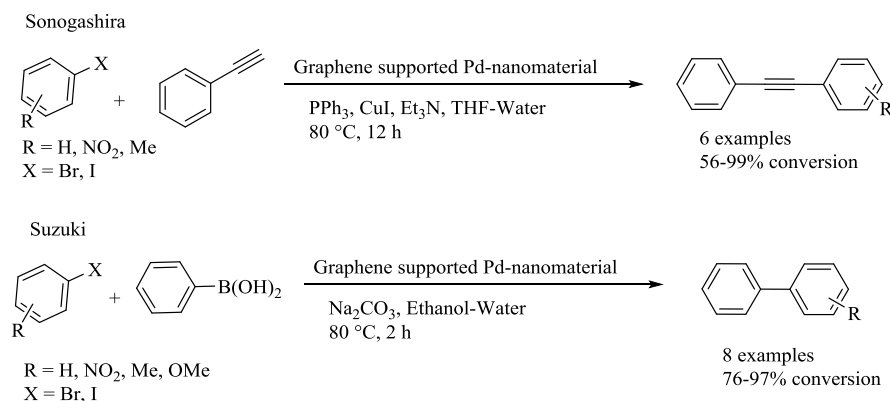 Sonogashira
X
R
+
Graphene supported Pd-nanomaterial
PPh₃, CuI, Et₃N, THF-Water
80 °C, 12 h
R
R = H, NO₂, Me
X = Br, I
6 examples
56-99% conversion
Suzuki
X
R
+
B(OH)₂
Graphene supported Pd-nanomaterial
Na₂CO₃, Ethanol-Water
80 °C, 2 h
R
R = H, NO₂, Me, OMe
X = Br, I
8 examples
76-97% conversion